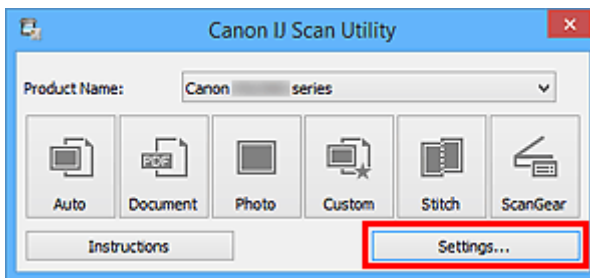 Canon IJ Scan Utility
Product Name: Canon series
PDF
Auto Document Photo Custom Stitch ScanGear
Instructions Settings...